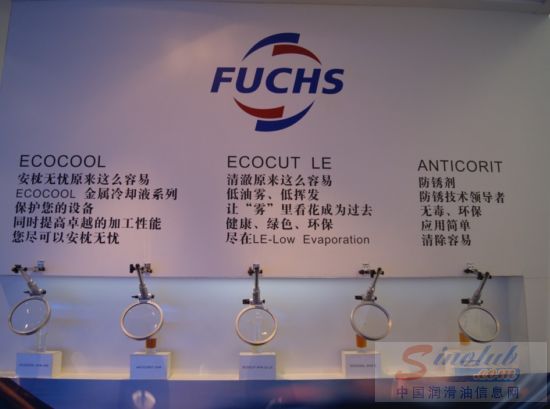 FUCHS
ECOCOOL
安枕无忧原来这么容易
ECOCOOL 金属冷却液系列
保护您的设备
同时提高卓越的加工性能
您尽可以安枕无忧
ECOCUT LE
清澈原来这么容易
低油雾、低挥发
让“雾”里看花成为过去
健康、绿色、环保
尽在LE-Low Evaporation
ANTICORIT
防锈剂
防锈技术领导者
无毒、环保
应用简单
清除容易
Sinolub
.com
中国润滑油信息网